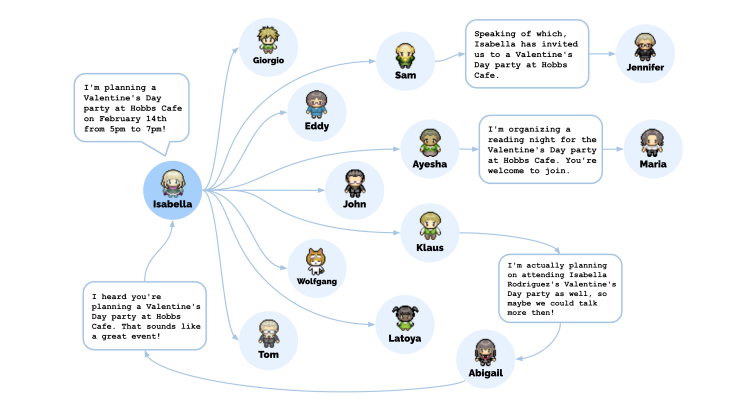 Giorgio
Sam
Speaking of which,
Isabella has invited
us to a Valentine's
Day party at Hobbs
Cafe.
Jennifer
I'm planning a
Valentine's Day
party at Hobbs Cafe
on February 14th
from 5pm to 7pm!
Eddy
Ayesha
I'm organizing a
reading night for the
Valentine's Day party
at Hobbs Cafe. You're
welcome to join.
Maria
Isabella
John
Klaus
I'm actually planning
on attending Isabella
Rodriguez's Valentine's
Day party as well, so
maybe we could talk
more then!
Wolfgang
I heard you're
planning a Valentine's
Day party at Hobbs
Cafe. That sounds like
a great event!
Latoya
Tom
Abigail